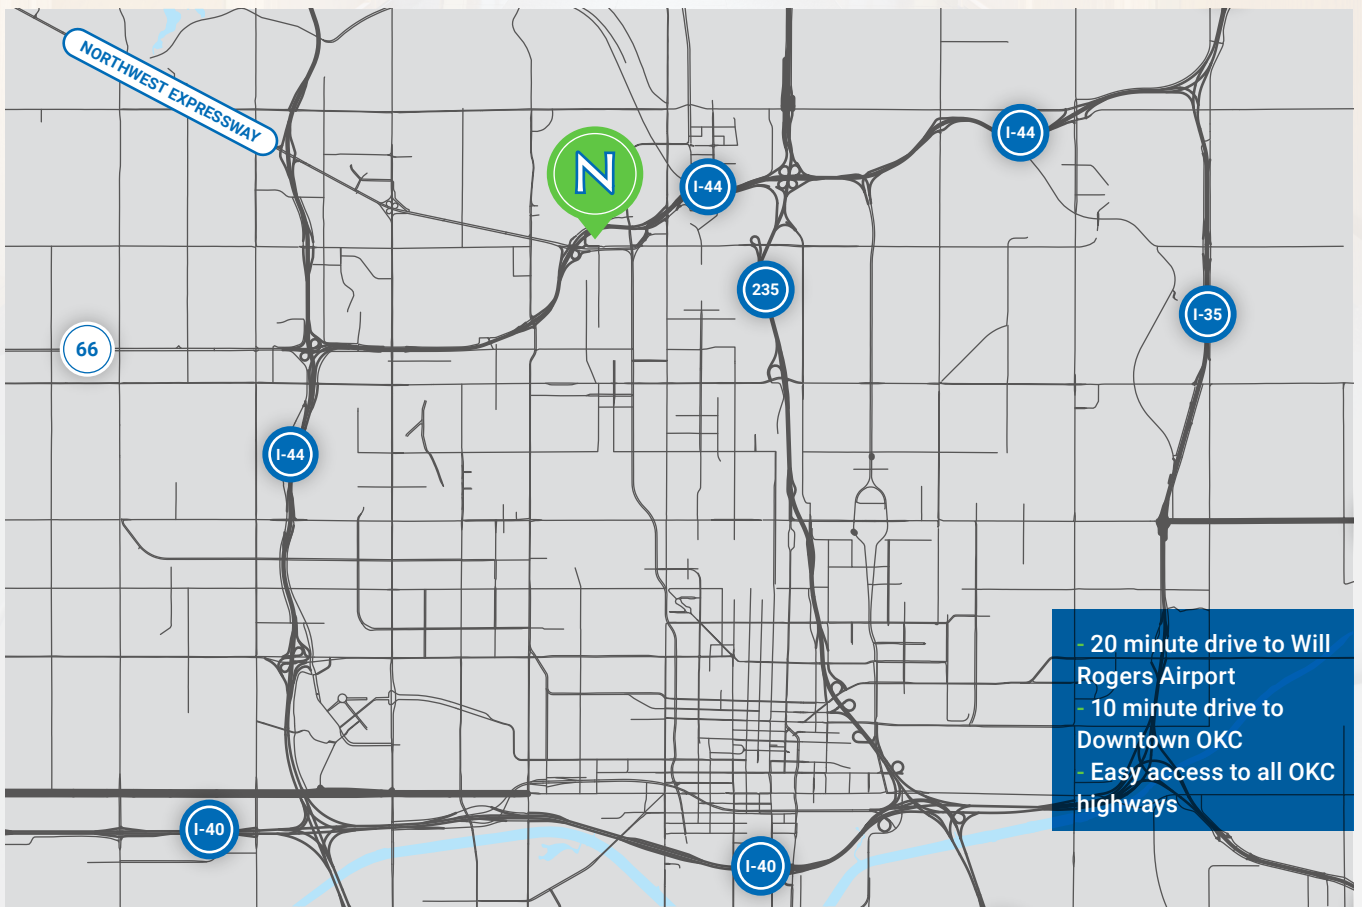 NORTHWEST EXPRESSWAY
N
I-44
I-44
235
I-35
66
I-44
I-40
I-40
- 20 minute drive to Will
Rogers Airport
- 10 minute drive to
Downtown OKC
- Easy access to all OKC
highways